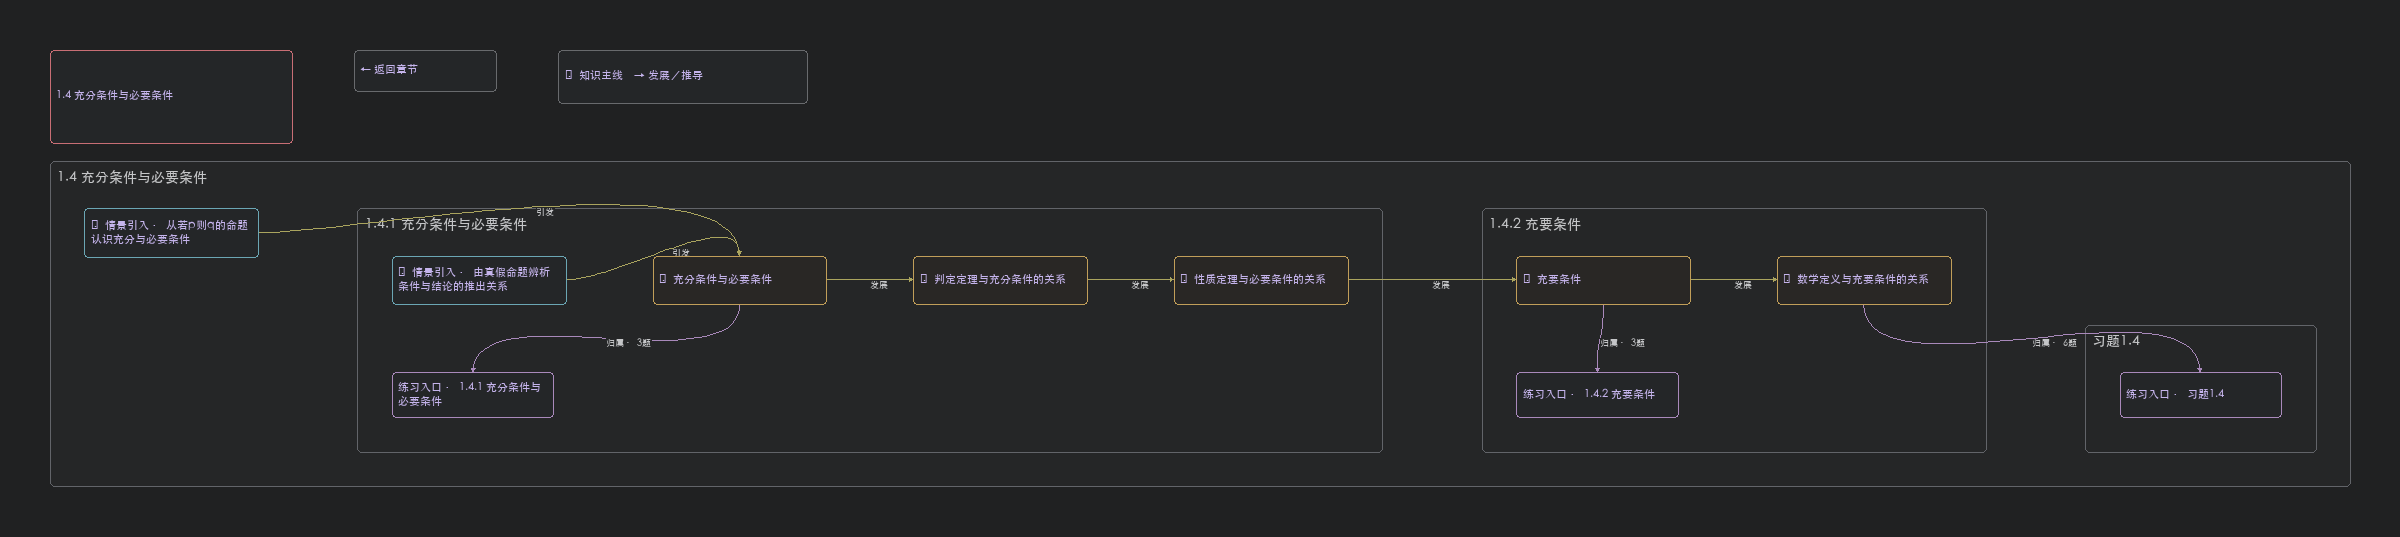 1.4 充分条件与必要条件
← 返回章节
知识主线 → 发展／推导
1.4 充分条件与必要条件
情景引入 · 从若p则q的命题
认识充分与必要条件
引发
1.4.1 充分条件与必要条件
情景引入 · 由真假命题辨析
条件与结论的推出关系
引发
充分条件与必要条件
发展
判定定理与充分条件的关系
发展
性质定理与必要条件的关系
发展
归属 · 3题
练习入口 · 1.4.1 充分条件与
必要条件
1.4.2 充要条件
充要条件
发展
数学定义与充要条件的关系
归属 · 3题
练习入口 · 1.4.2 充要条件
归属 · 6题
习题1.4
练习入口 · 习题1.4